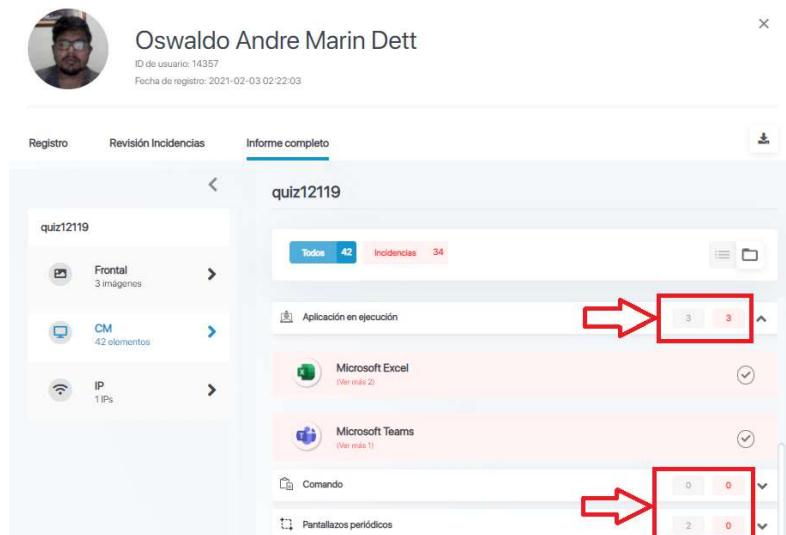 Oswaldo Andre Marin Dett
ID de usuario: 14357
Fecha de registro: 2021-02-03 02:22:03
Registro
Revisión Incidencias
Informe completo
quiz12119
Frontal
3 imágenes
CM
42 elementos
IP
1 IPs
quiz12119
Todos 42
Incidencias 34
Aplicación en ejecución 3 3
Microsoft Excel
(Ver más 2)
Microsoft Teams
(Ver más 1)
Comando 0 0
Pantallazos periódicos 2 0